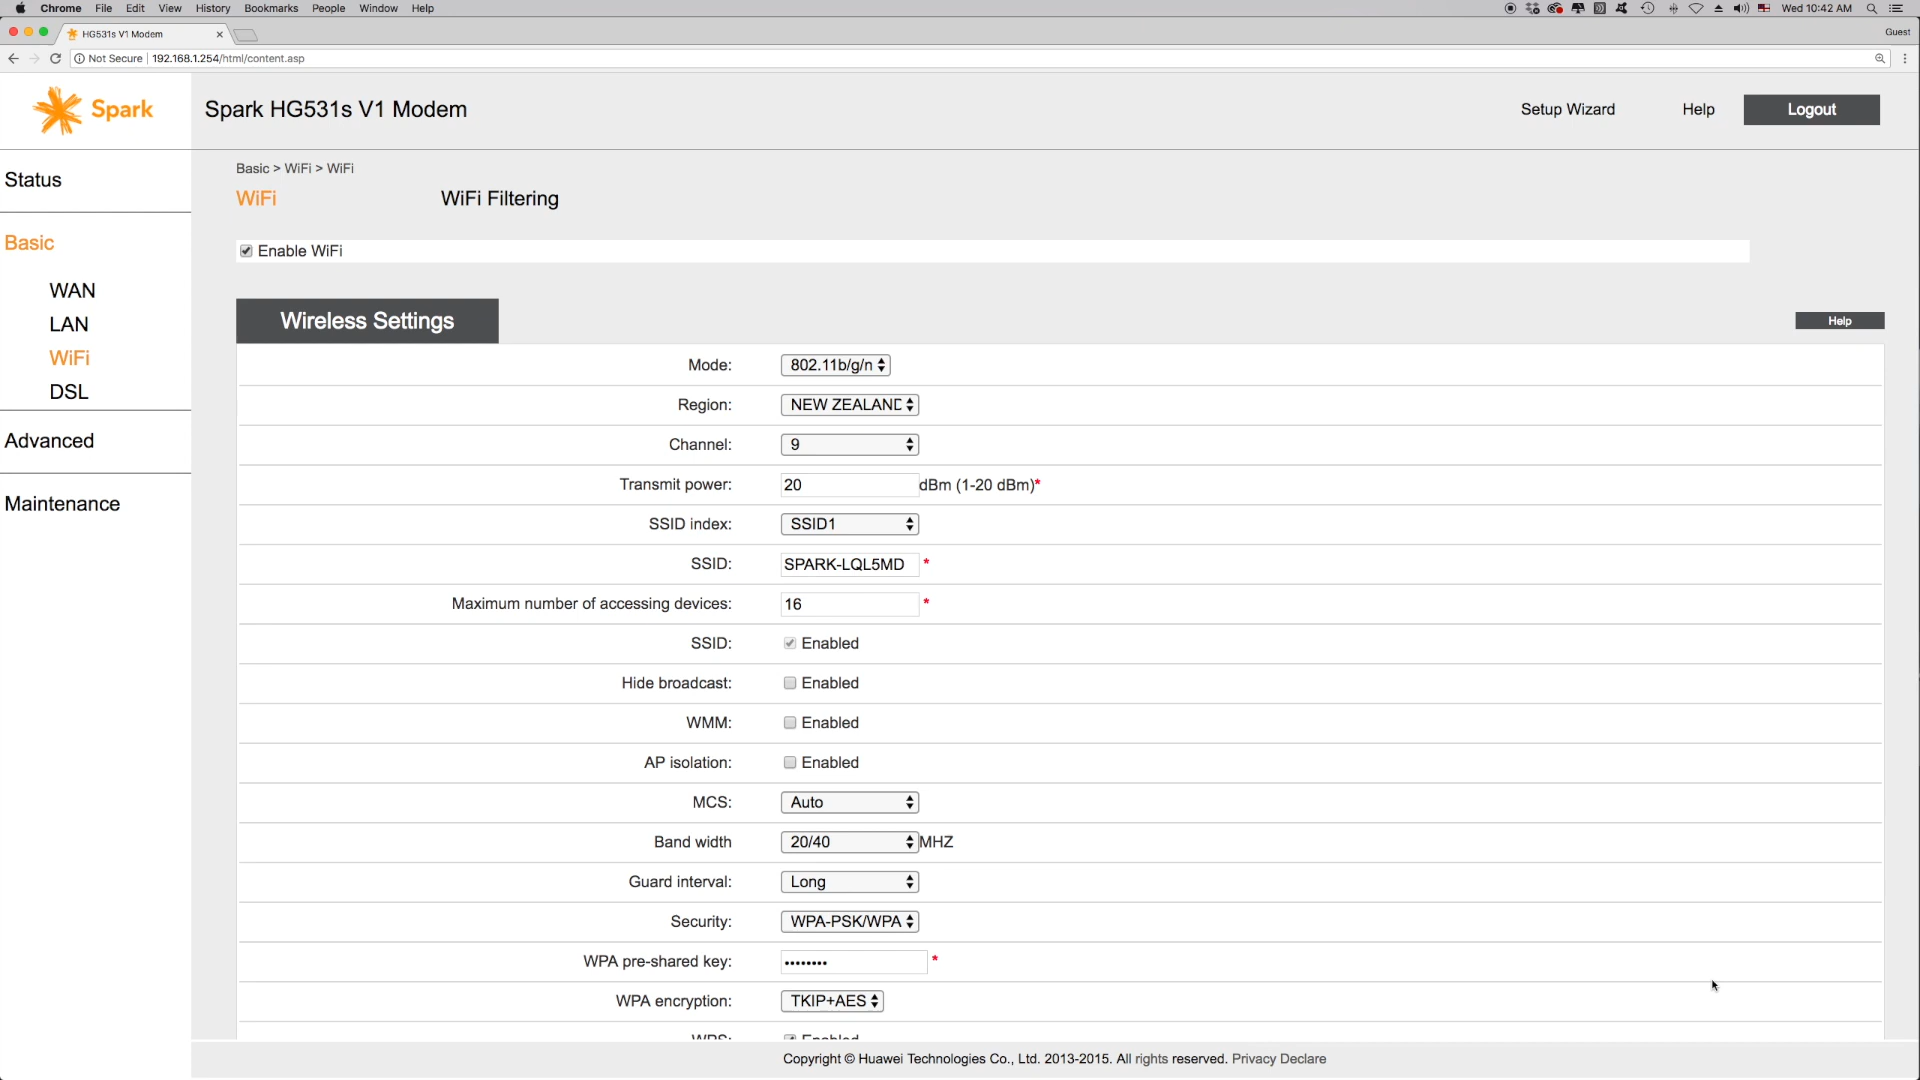 Chrome File Edit View History Bookmarks People Window Help Wed 10:42 AM
HG531s V1 Modem Guest
Not Secure 192.168.1.254/html/content.asp
Spark Spark HG531s V1 Modem Setup Wizard Help Logout
Basic > WiFi > WiFi
Status
WiFi WiFi Filtering
Basic
Enable WiFi
WAN
LAN
WiFi
DSL
Advanced
Maintenance
Wireless Settings Help
Mode: 802.11b/g/n
Region: NEW ZEALAND
Channel: 9
Transmit power: 20 dBm (1-20 dBm)*
SSID index: SSID1
SSID: SPARK-LQL5MD *
Maximum number of accessing devices: 16 *
SSID: Enabled
Hide broadcast: Enabled
WMM: Enabled
AP isolation: Enabled
MCS: Auto
Band width 20/40 MHZ
Guard interval: Long
Security: WPA-PSK/WPA
WPA pre-shared key: •••••••• *
WPA encryption: TKIP+AES
WPS: Enabled
Copyright © Huawei Technologies Co., Ltd. 2013-2015. All rights reserved. Privacy Declare